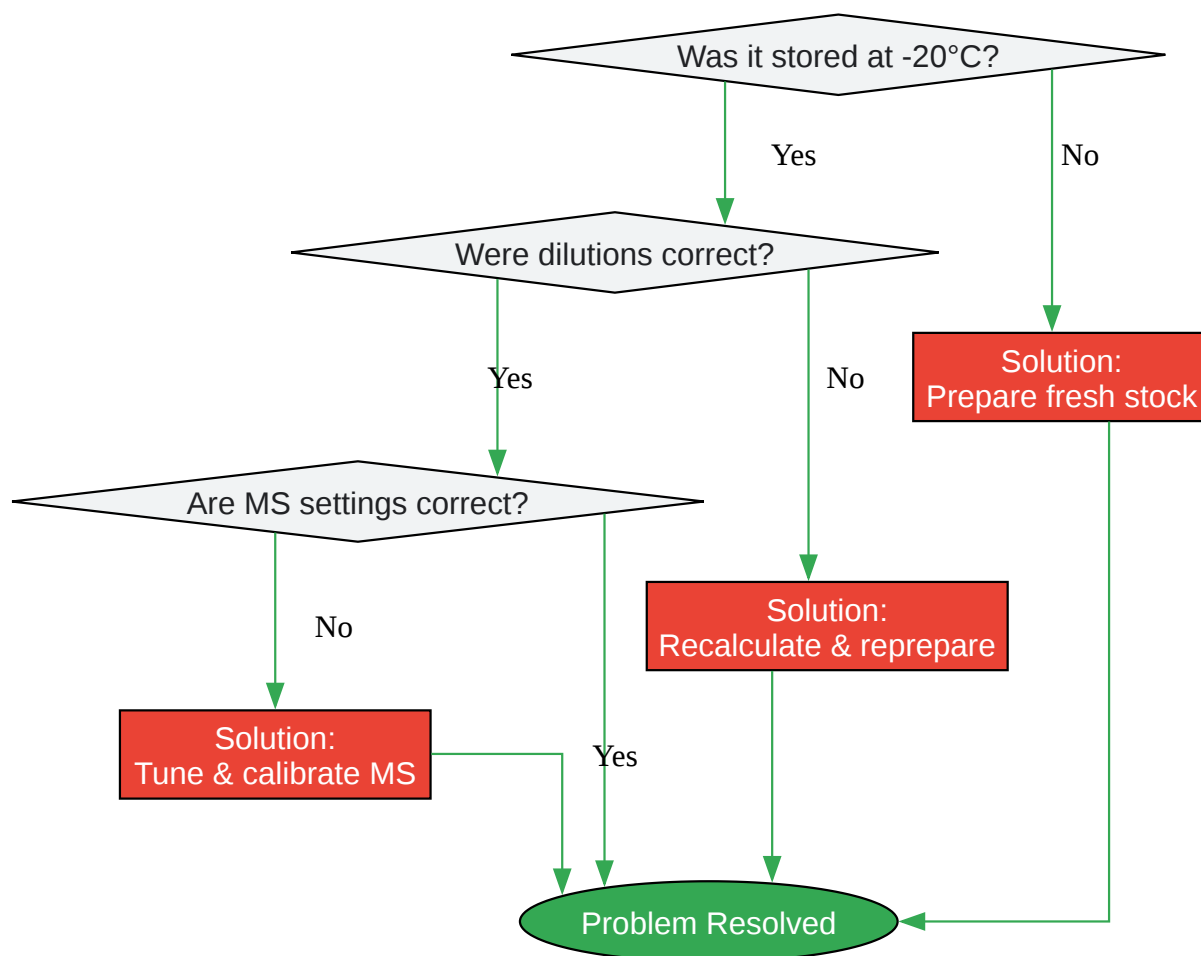 Was it stored at -20°C?
Yes
No
Were dilutions correct?
Yes
No
Solution:
Prepare fresh stock
Are MS settings correct?
No
Yes
Solution:
Recalculate & reprepare
Solution:
Tune & calibrate MS
Problem Resolved